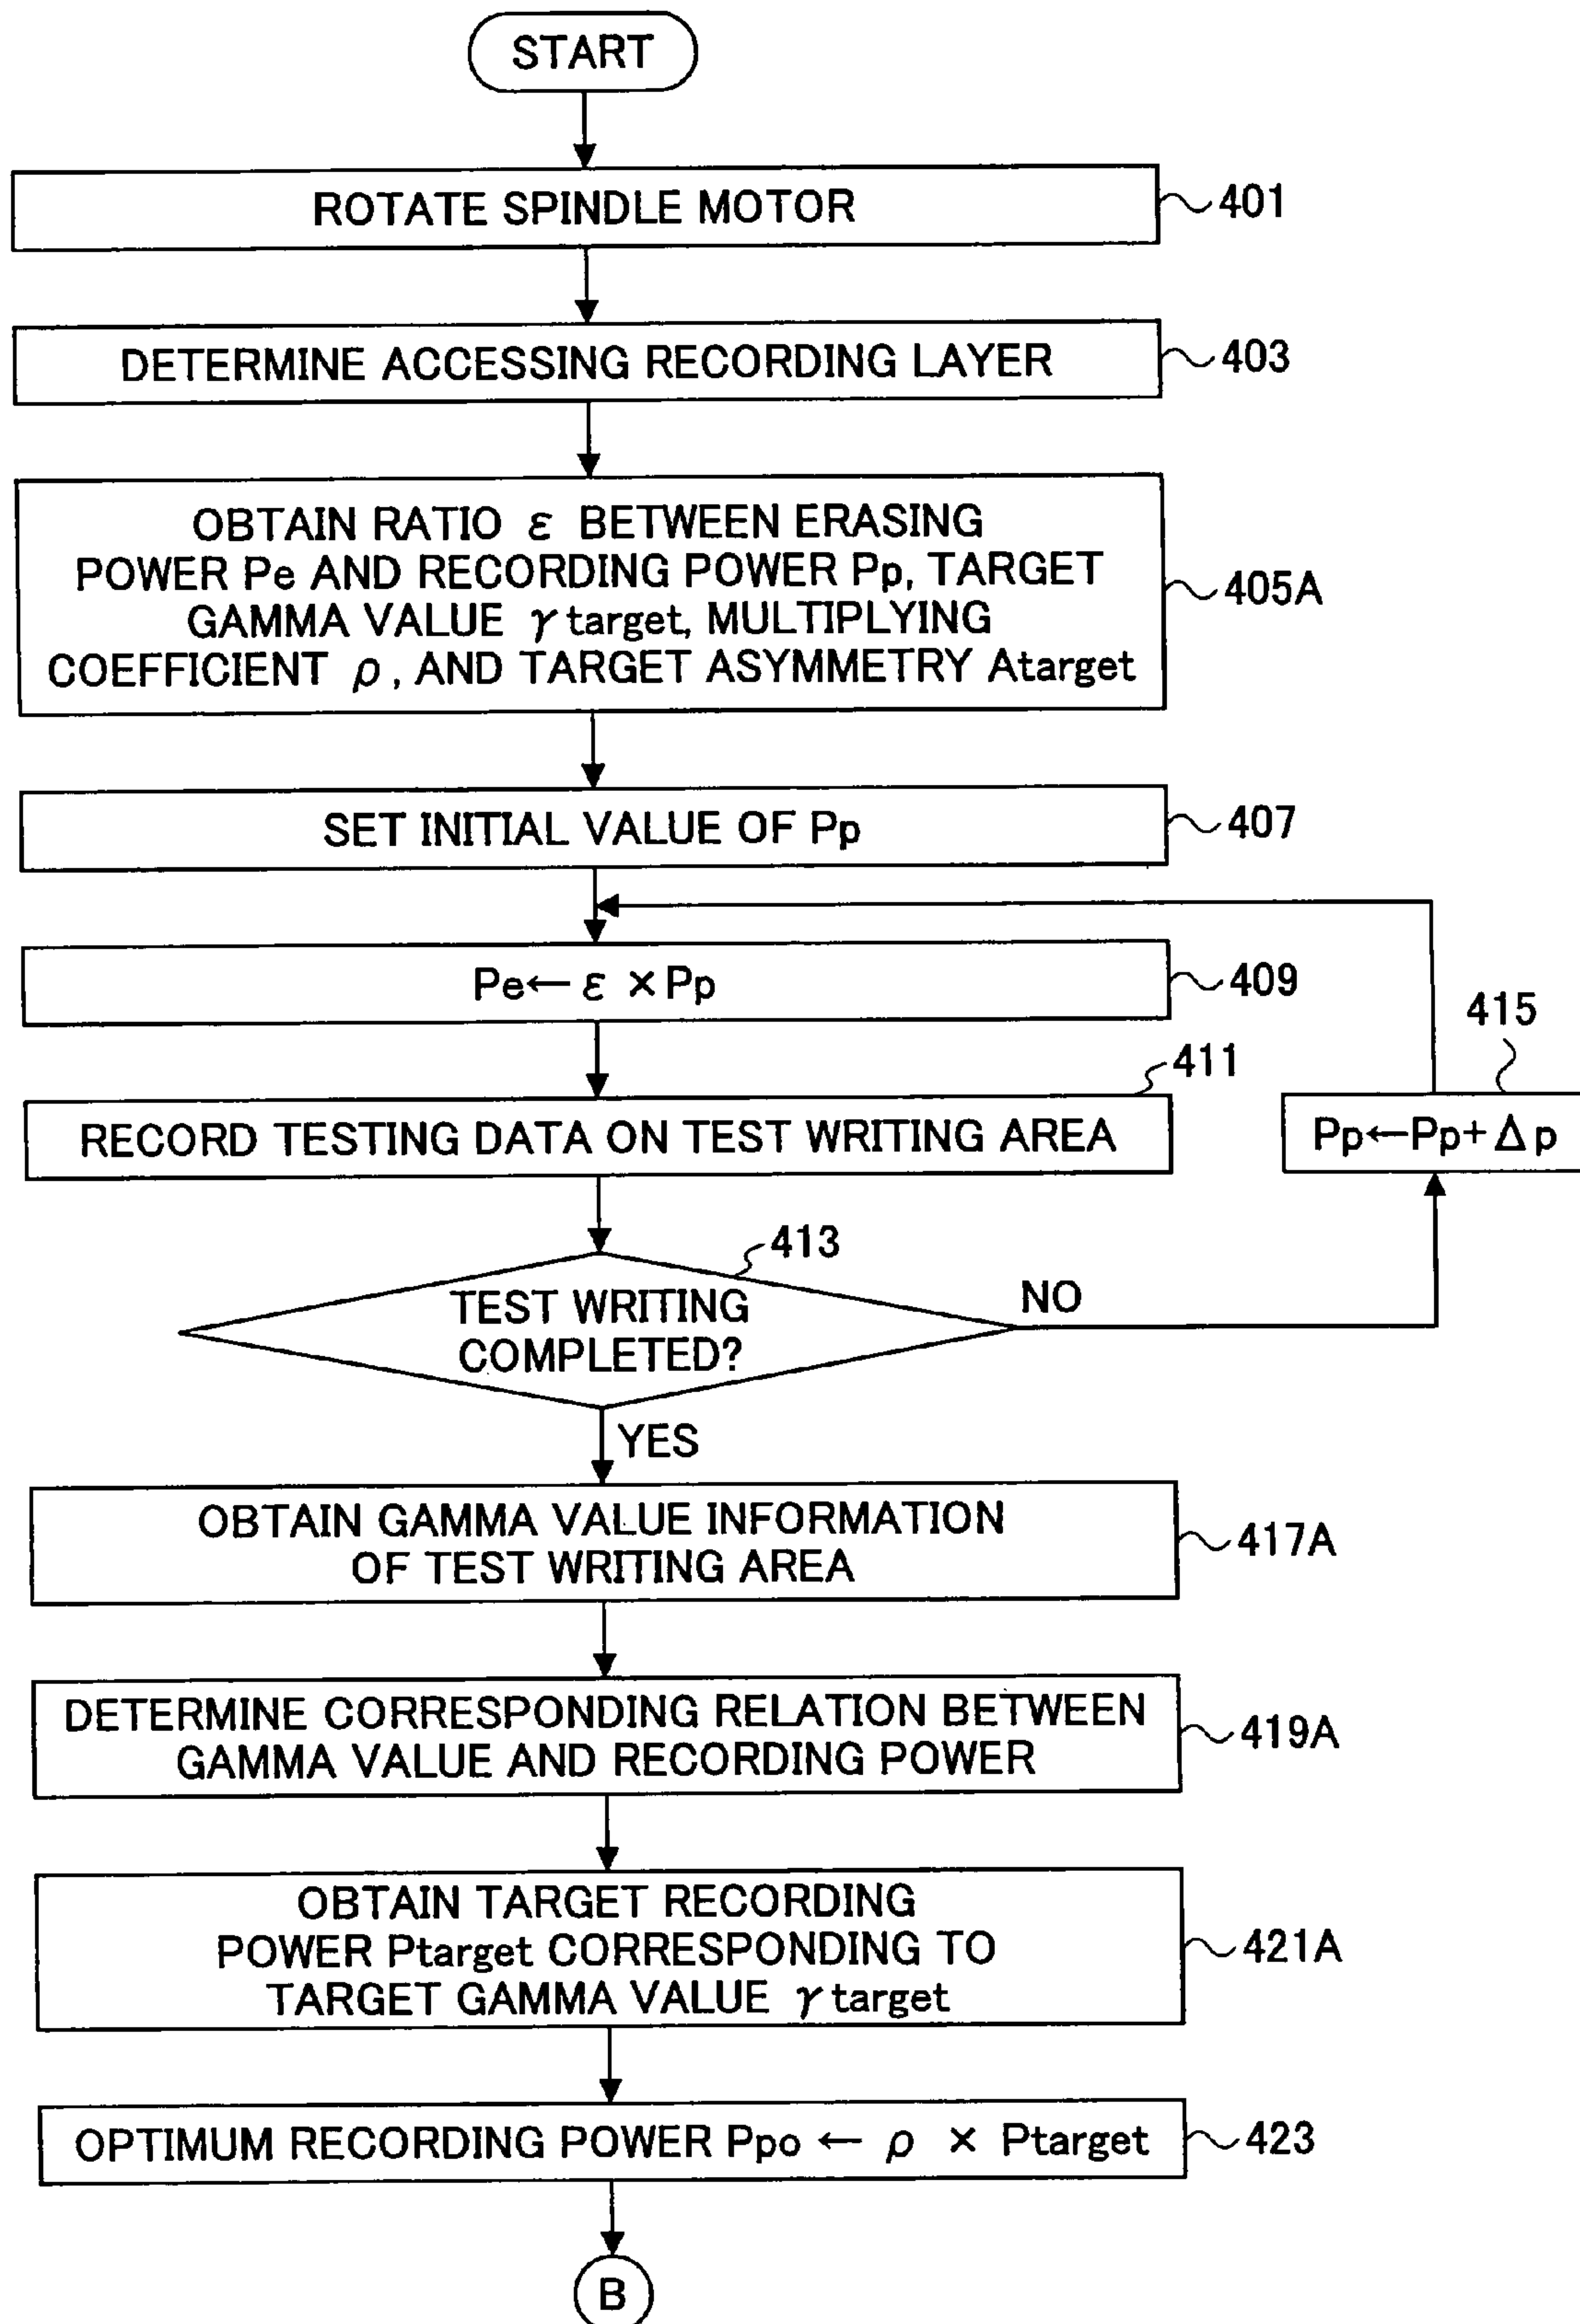 START
ROTATE SPINDLE MOTOR
401
DETERMINE ACCESSING RECORDING LAYER
403
OBTAIN RATIO ε BETWEEN ERASING
POWER Pe AND RECORDING POWER Pp, TARGET
GAMMA VALUE γtarget, MULTIPLYING
COEFFICIENT ρ, AND TARGET ASYMMETRY Atarget
405A
SET INITIAL VALUE OF Pp
407
Pe← ε ×Pp
409
415
411
RECORD TESTING DATA ON TEST WRITING AREA
Pp←Pp+Δp
413
TEST WRITING
COMPLETED?
NO
YES
OBTAIN GAMMA VALUE INFORMATION
OF TEST WRITING AREA
417A
DETERMINE CORRESPONDING RELATION BETWEEN
GAMMA VALUE AND RECORDING POWER
419A
OBTAIN TARGET RECORDING
POWER Ptarget CORRESPONDING TO
TARGET GAMMA VALUE γtarget
421A
OPTIMUM RECORDING POWER Ppo ← ρ × Ptarget
423
B